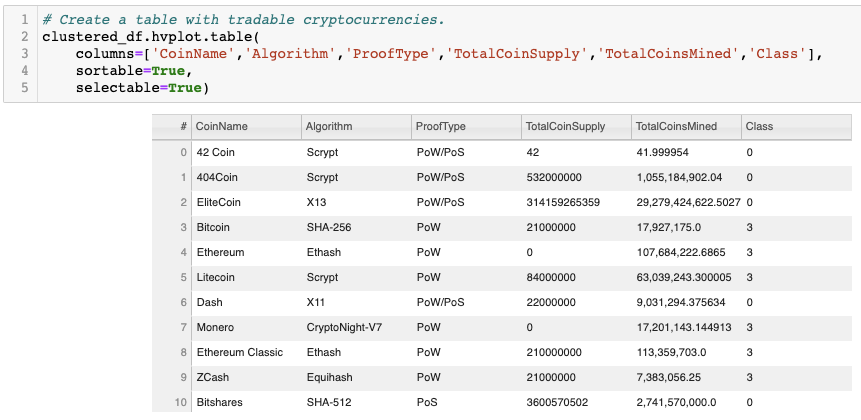 1 # Create a table with tradable cryptocurrencies.
2 clustered_df.hvplot.table(
3     columns=['CoinName','Algorithm','ProofType','TotalCoinSupply','TotalCoinsMined','Class'],
4     sortable=True,
5     selectable=True)
# CoinName Algorithm ProofType TotalCoinSupply TotalCoinsMined Class
0 42 Coin Scrypt PoW/PoS 42 41.999954 0
1 404Coin Scrypt PoW/PoS 532000000 1,055,184,902.04 0
2 EliteCoin X13 PoW/PoS 314159265359 29,279,424,622.5027 0
3 Bitcoin SHA-256 PoW 21000000 17,927,175.0 3
4 Ethereum Ethash PoW 0 107,684,222.6865 3
5 Litecoin Scrypt PoW 84000000 63,039,243.300005 3
6 Dash X11 PoW/PoS 22000000 9,031,294.375634 0
7 Monero CryptoNight-V7 PoW 0 17,201,143.144913 3
8 Ethereum Classic Ethash PoW 210000000 113,359,703.0 3
9 ZCash Equihash PoW 21000000 7,383,056.25 3
10 Bitshares SHA-512 PoS 3600570502 2,741,570,000.0 0